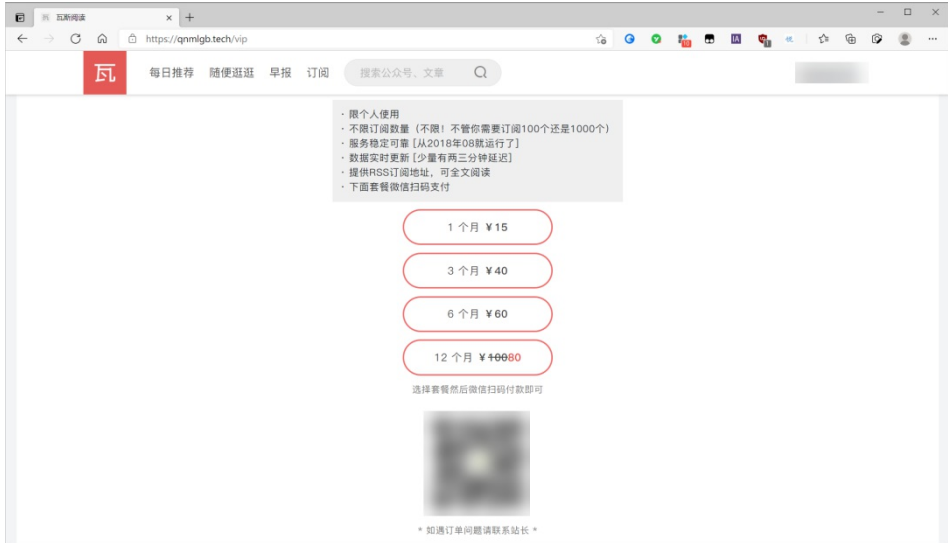 瓦斯阅读
https://qnmlgb.tech/vip
瓦 每日推荐 随便逛逛 早报 订阅 搜索公众号、文章
· 限个人使用
· 不限订阅数量（不限！不管你需要订阅100个还是1000个）
· 服务稳定可靠 [从2018年08就运行了]
· 数据实时更新 [少量有两三分钟延迟]
· 提供RSS订阅地址，可全文阅读
· 下面套餐微信扫码支付
1 个月 ¥15
3 个月 ¥40
6 个月 ¥60
12 个月 ¥10080
选择套餐然后微信扫码付款即可
* 如遇订单问题请联系站长 *